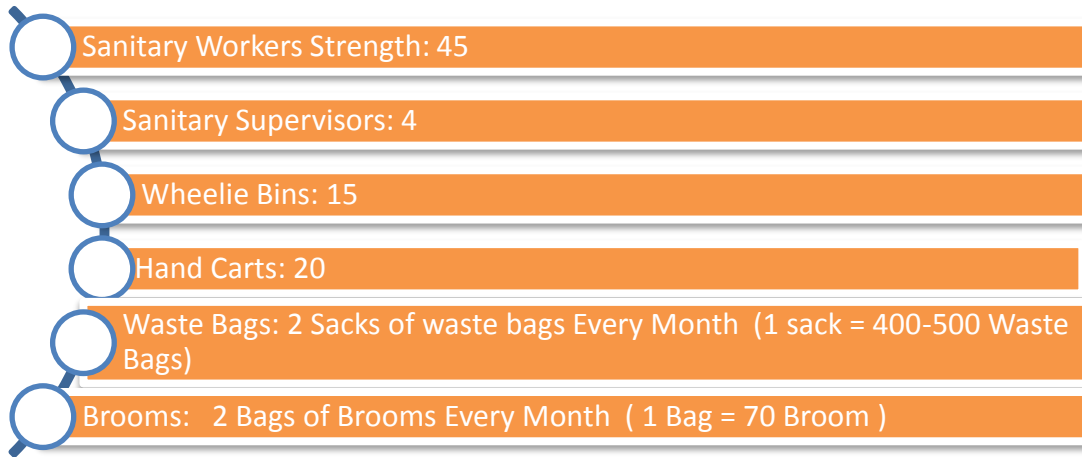 Sanitary Workers Strength: 45
Sanitary Supervisors: 4
Wheelie Bins: 15
Hand Carts: 20
Waste Bags: 2 Sacks of waste bags Every Month  (1 sack = 400-500 Waste
Bags)
Brooms:   2 Bags of Brooms Every Month  ( 1 Bag = 70 Broom )